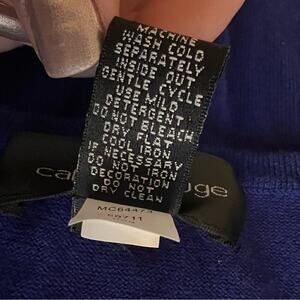 MACHINE
WASH COLD
SEPARATELY
INSIDE OUT
GENTLE CYCLE
USE MILD
DETERGENT
DO NOT BLEACH
DRY FLAT
COOL IRON
IF NECESSARY
DO NOT IRON
DECORATION
DO NOT
DRY CLEAN
MC64474